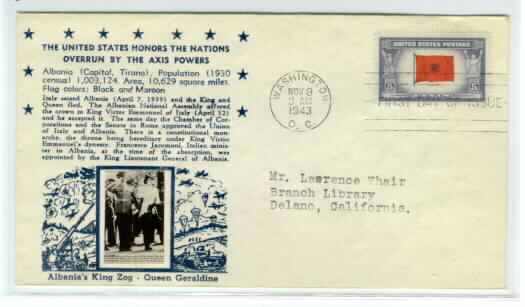 THE UNITED STATES HONORS THE NATIONS
OVERRUN BY THE AXIS POWERS
Albania (Capital, Tirana), Population (1930
census) 1,003,124. Area, 10,629 square miles.
Flag colors: Black and Maroon
Italy seized Albania (April 7, 1939) and the King and
Queen fled. The Albanian National Assembly offered
the crown to King Victor Emmanuel of Italy (April 12)
and he accepted it. The same day the Chamber of Cor-
porations and the Senate in Rome approved the Union
of Italy and Albania. There is a constitutional mon-
archy, the throne being hereditary under King Victor
Emmanuel's dynasty. Francesco Jacomoni, Italian minis-
ter to Albania, at the time of the absorption, was
appointed by the King Lieutenant General of Albania.
Albania's King Zog - Queen Geraldine
WASHINGTON
NOV 9
1943
D. C.
UNITED STATES POSTAGE
FIRST DAY OF ISSUE
Mr. Lawrence Thair
Branch Library
Delano, California.